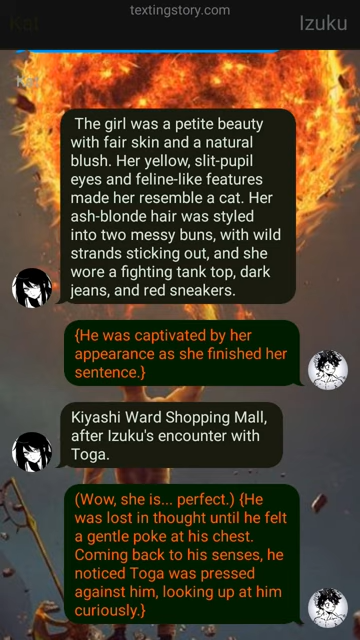 textingstory.com
Kat
Izuku
The girl was a petite beauty
with fair skin and a natural
blush. Her yellow, slit-pupil
eyes and feline-like features
made her resemble a cat. Her
ash-blonde hair was styled
into two messy buns, with wild
strands sticking out, and she
wore a fighting tank top, dark
jeans, and red sneakers.
{He was captivated by her
appearance as she finished her
sentence.}
Kiyashi Ward Shopping Mall,
after Izuku's encounter with
Toga.
(Wow, she is... perfect.) {He
was lost in thought until he felt
a gentle poke at his chest.
Coming back to his senses, he
noticed Toga was pressed
against him, looking up at him
curiously.}